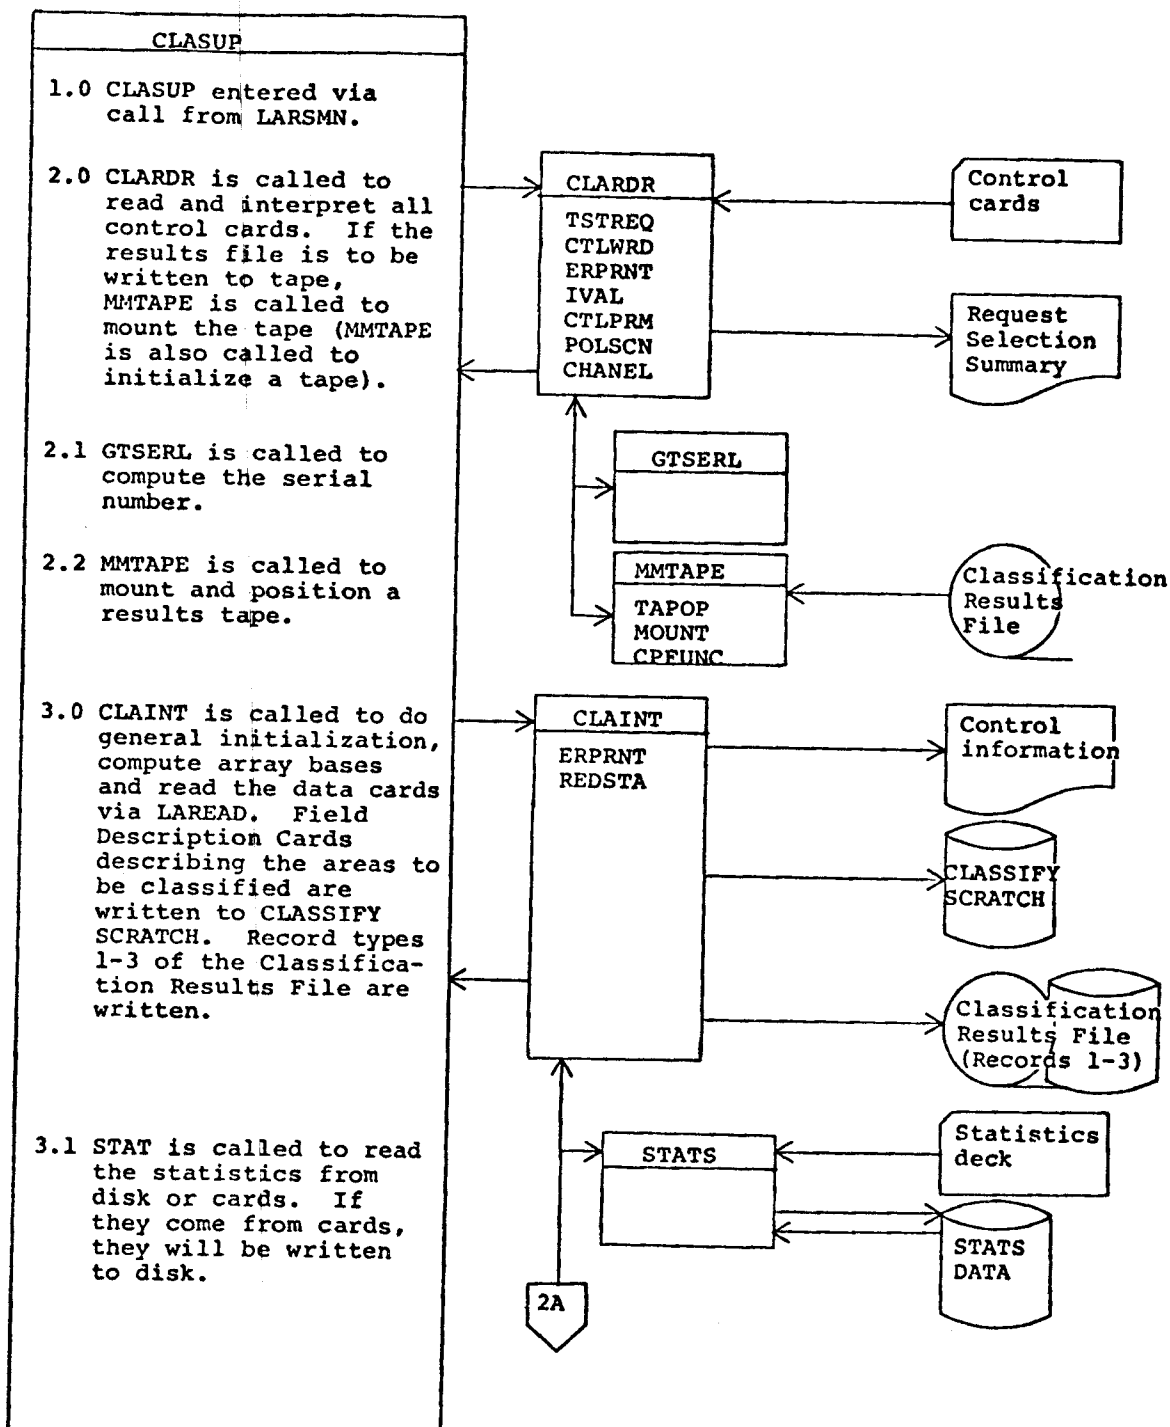 CLASUP
1.0 CLASUP entered via
call from LARSMN.
2.0 CLARDR is called to
read and interpret all
control cards. If the
results file is to be
written to tape,
MMTAPE is called to
mount the tape (MMTAPE
is also called to
initialize a tape).
2.1 GTSERL is called to
compute the serial
number.
2.2 MMTAPE is called to
mount and position a
results tape.
3.0 CLAINT is called to do
general initialization,
compute array bases
and read the data cards
via LAREAD. Field
Description Cards
describing the areas to
be classified are
written to CLASSIFY
SCRATCH. Record types
1-3 of the Classifica-
tion Results File are
written.
3.1 STAT is called to read
the statistics from
disk or cards. If
they come from cards,
they will be written
to disk.
CLARDR
TSTREQ
CTLWRD
ERPRNT
IVAL
CTLPRM
POLSCN
CHANEL
Control
cards
Request
Selection
Summary
GTSERL
MMTAPE
TAPOP
MOUNT
CPFUNC
Classification
Results
File
CLAINT
ERPRNT
REDSTA
Control
information
CLASSIFY
SCRATCH
Classification
Results File
(Records 1-3)
STATS
Statistics
deck
STATS
DATA
2A